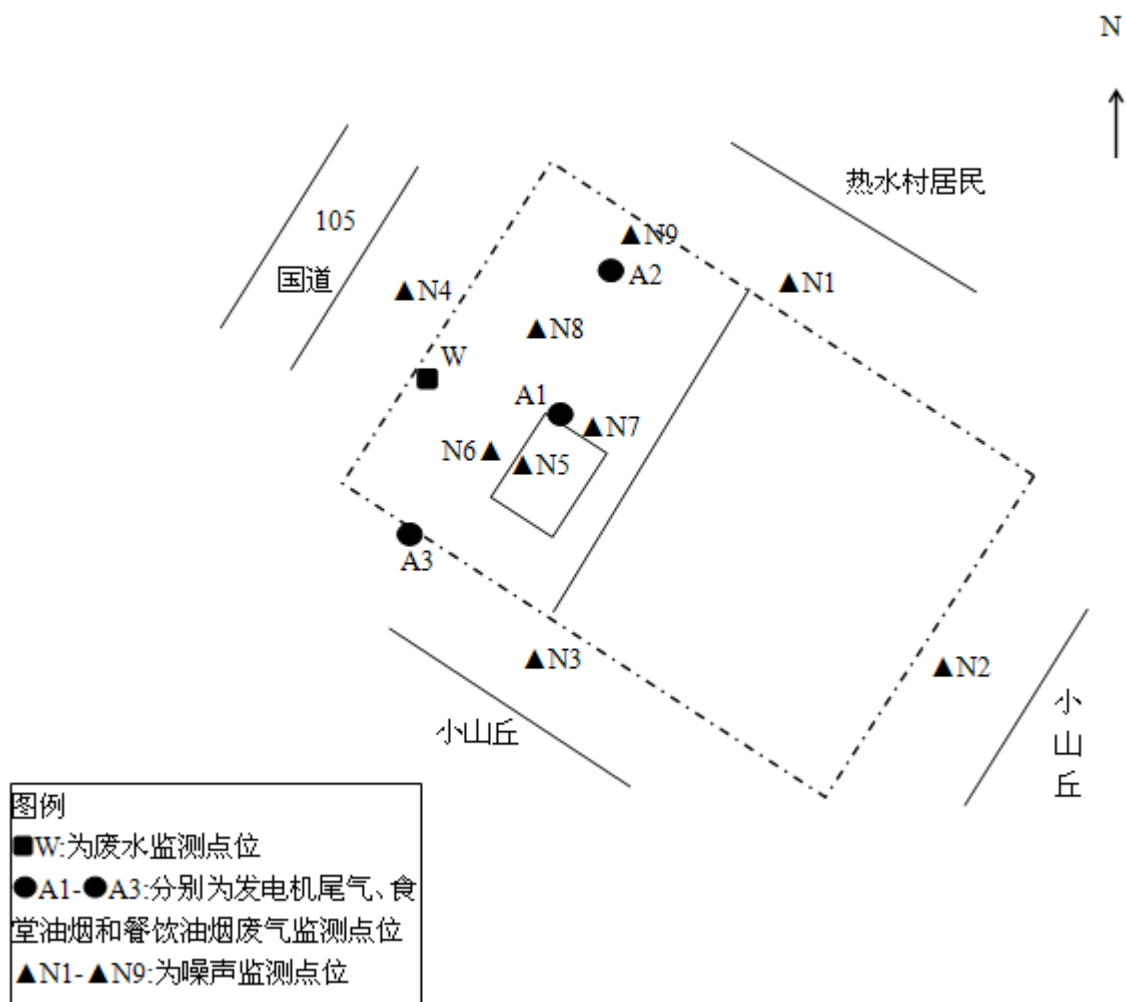 N
热水村居民
105
国道
▲N9
A2
▲N1
▲N4
▲N8
W
A1
▲N7
N6▲
▲N5
A3
▲N3
▲N2
小山丘
小
山
丘
图例
■W:为废水监测点位
●A1-●A3:分别为发电机尾气、食
堂油烟和餐饮油烟废气监测点位
▲N1-▲N9:为噪声监测点位